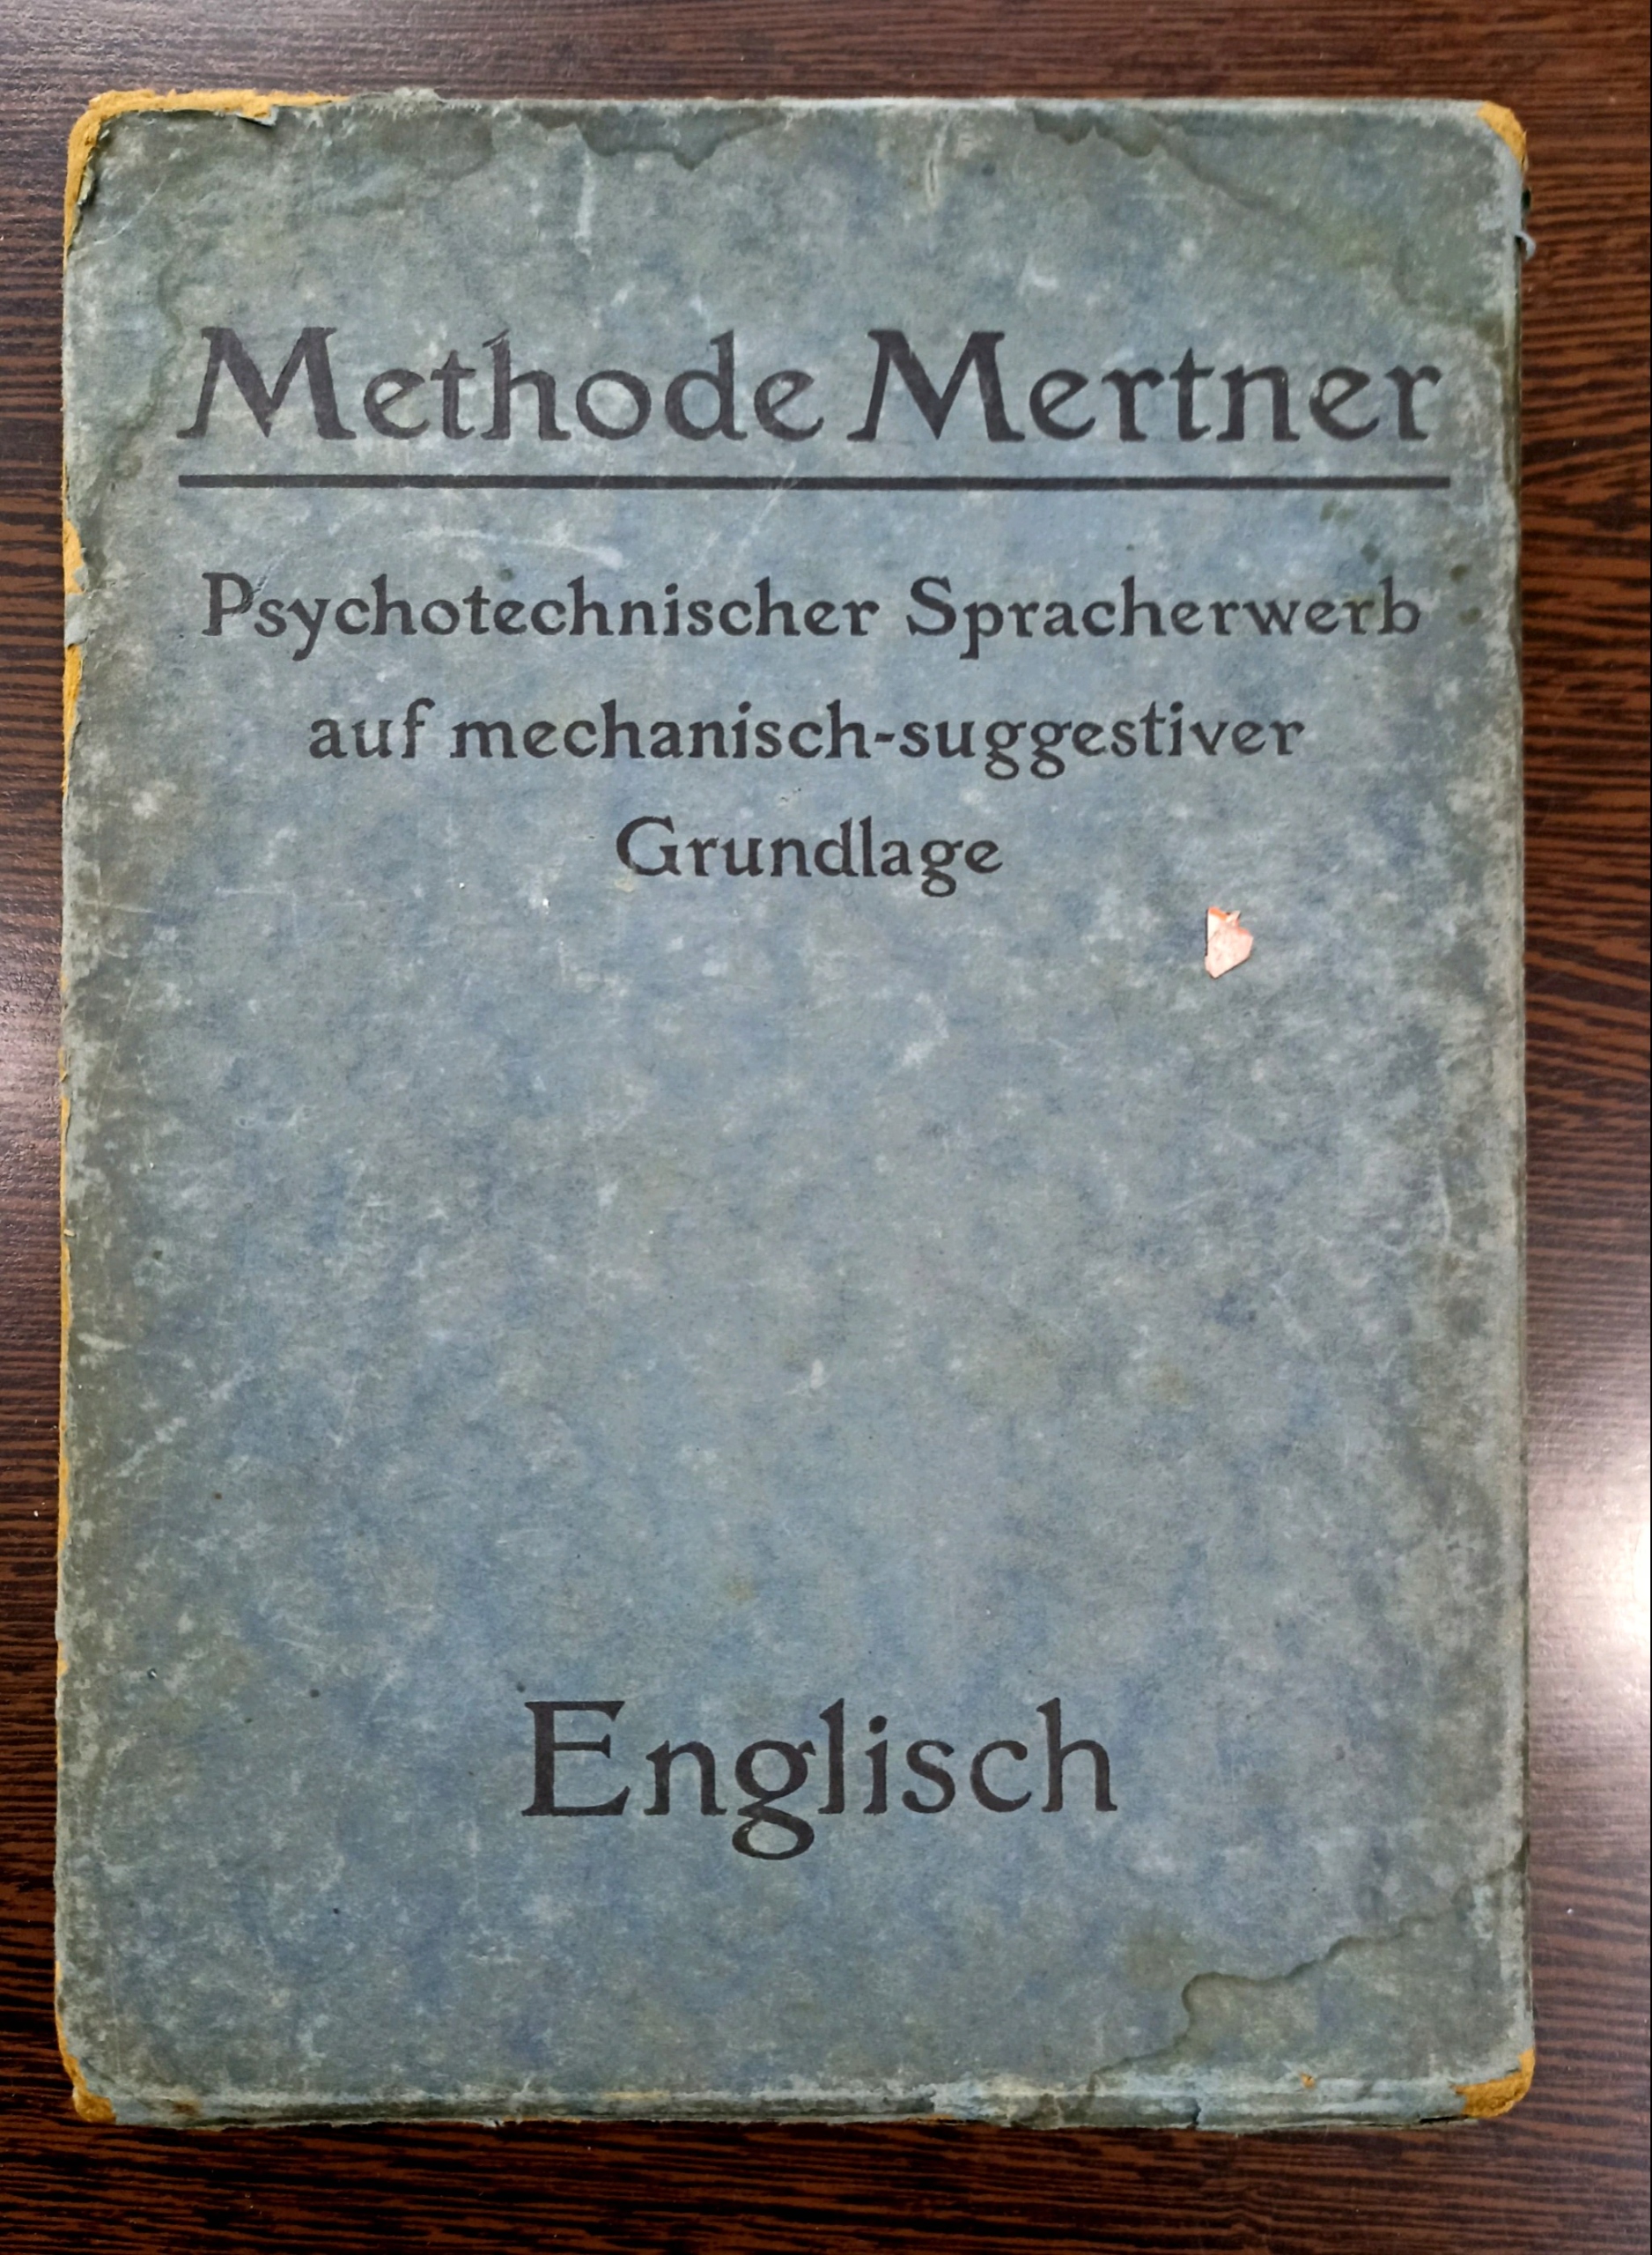 Methode Mertner
Psychotechnischer Spracherwerb
auf mechanisch-suggestiver
Grundlage
Englisch